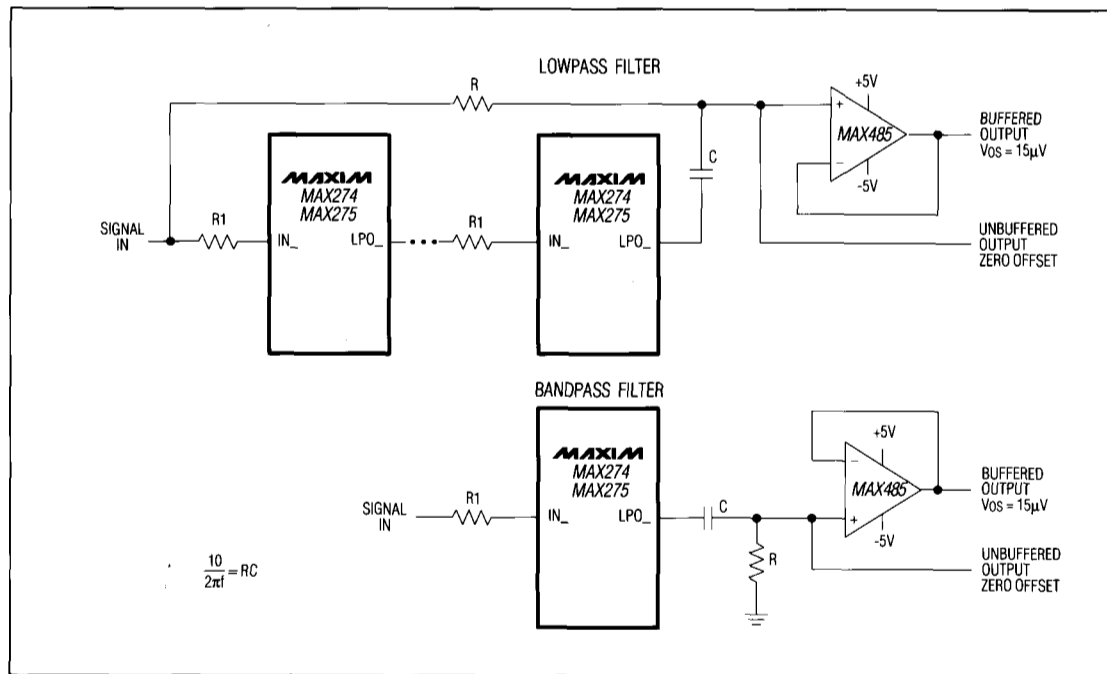 LOWPASS FILTER
R
+5V
+
MAX485
−
-5V
BUFFERED
OUTPUT
VOS = 15μV
C
MAXIM
MAX274
MAX275
MAXIM
MAX274
MAX275
SIGNAL
IN
R1
IN_
LPO_
R1
IN_
LPO_
UNBUFFERED
OUTPUT
ZERO OFFSET
BANDPASS FILTER
MAXIM
MAX274
MAX275
SIGNAL
IN
R1
IN_
LPO_
C
R
+5V
−
MAX485
+
-5V
BUFFERED
OUTPUT
VOS = 15μV
UNBUFFERED
OUTPUT
ZERO OFFSET
10
2πf
=RC